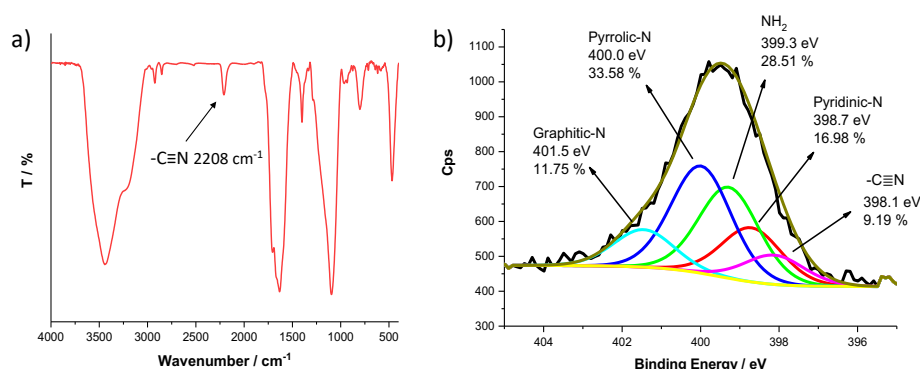 a)
T / %
-C≡N 2208 cm⁻¹
4000 3500 3000 2500 2000 1500 1000 500
Wavenumber / cm⁻¹
b)
Cps
1100
1000
900
800
700
600
500
400
300
Pyrrolic-N
400.0 eV
33.58 %
NH₂
399.3 eV
28.51 %
Pyridinic-N
398.7 eV
16.98 %
Graphitic-N
401.5 eV
11.75 %
-C≡N
398.1 eV
9.19 %
404 402 400 398 396
Binding Energy / eV